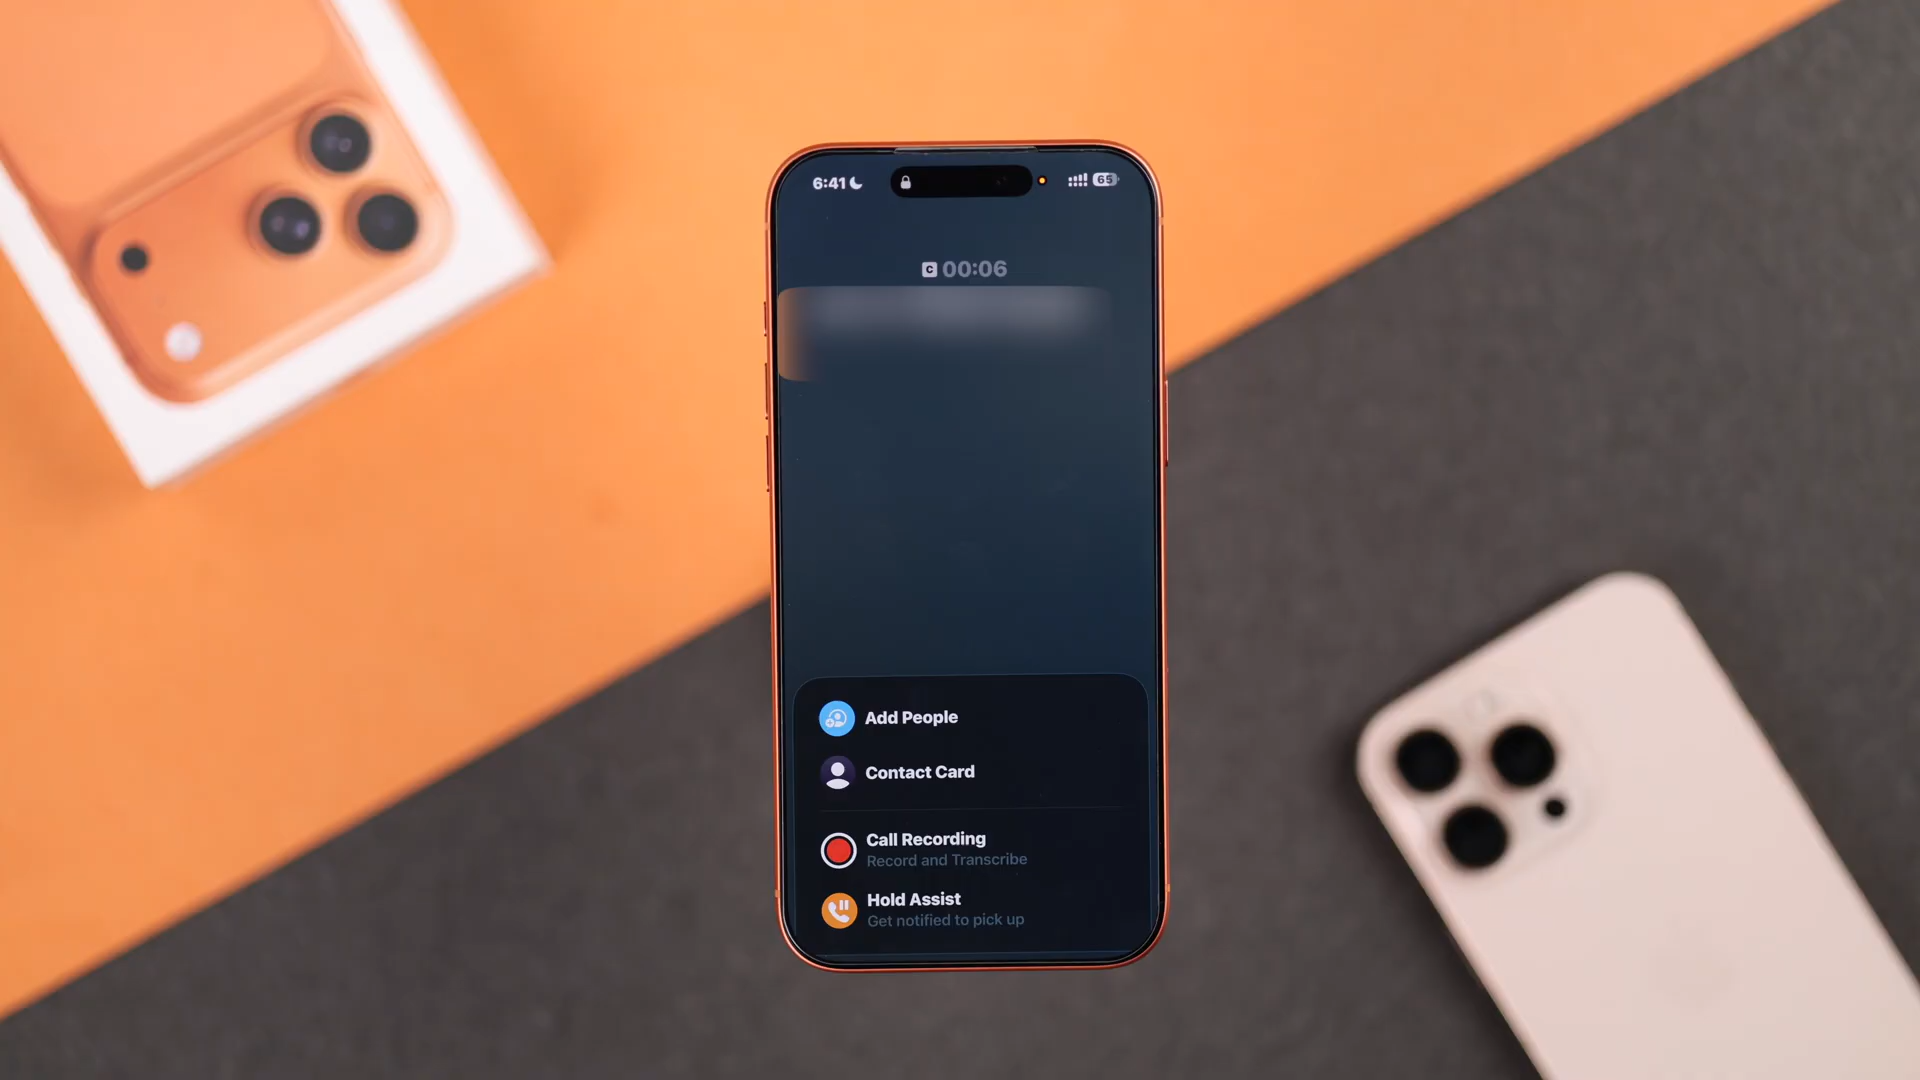 6:41
65
C 00:06
Add People
Contact Card
Call Recording
Record and Transcribe
Hold Assist
Get notified to pick up